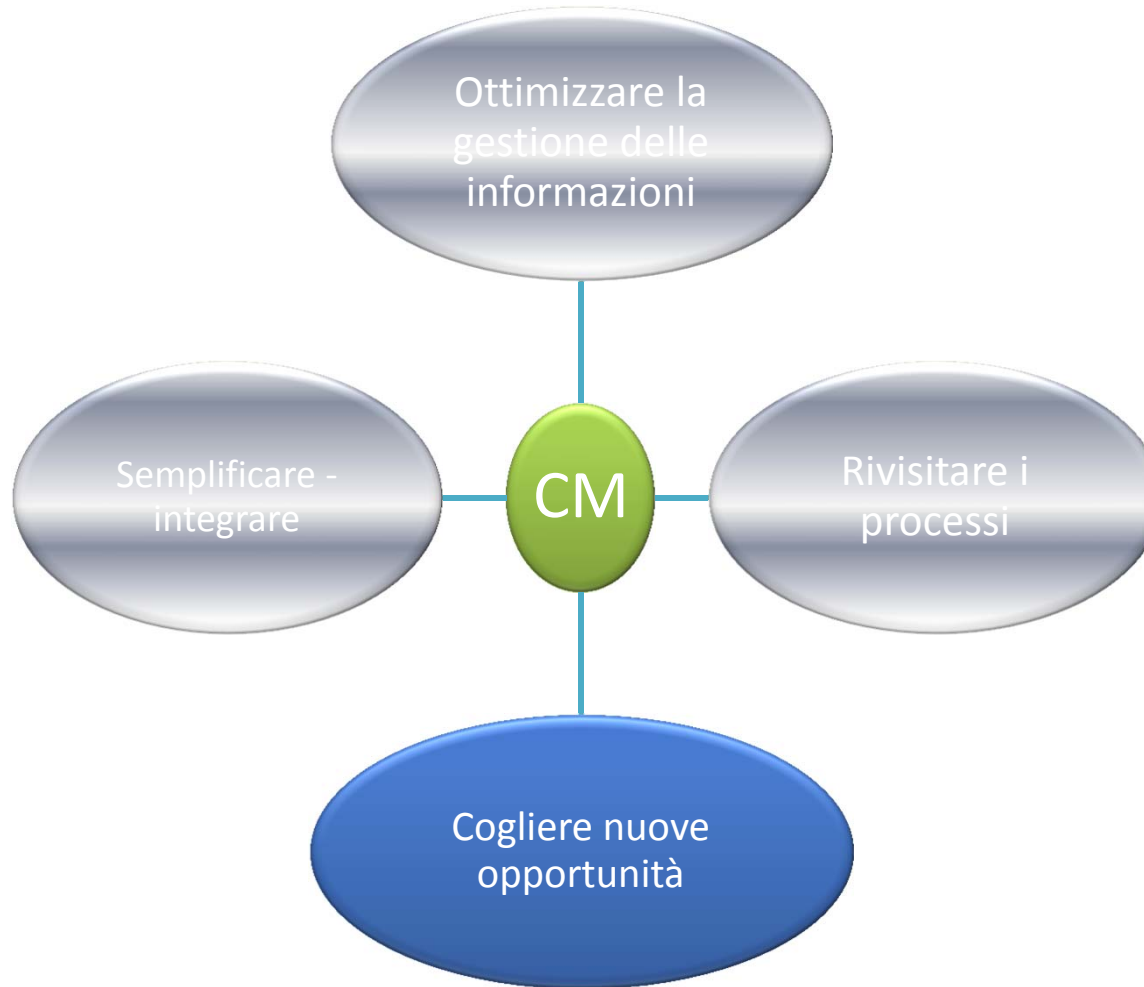 Ottimizzare la
gestione delle
informazioni
Semplificare -
integrare
CM
Rivisitare i
processi
Cogliere nuove
opportunità